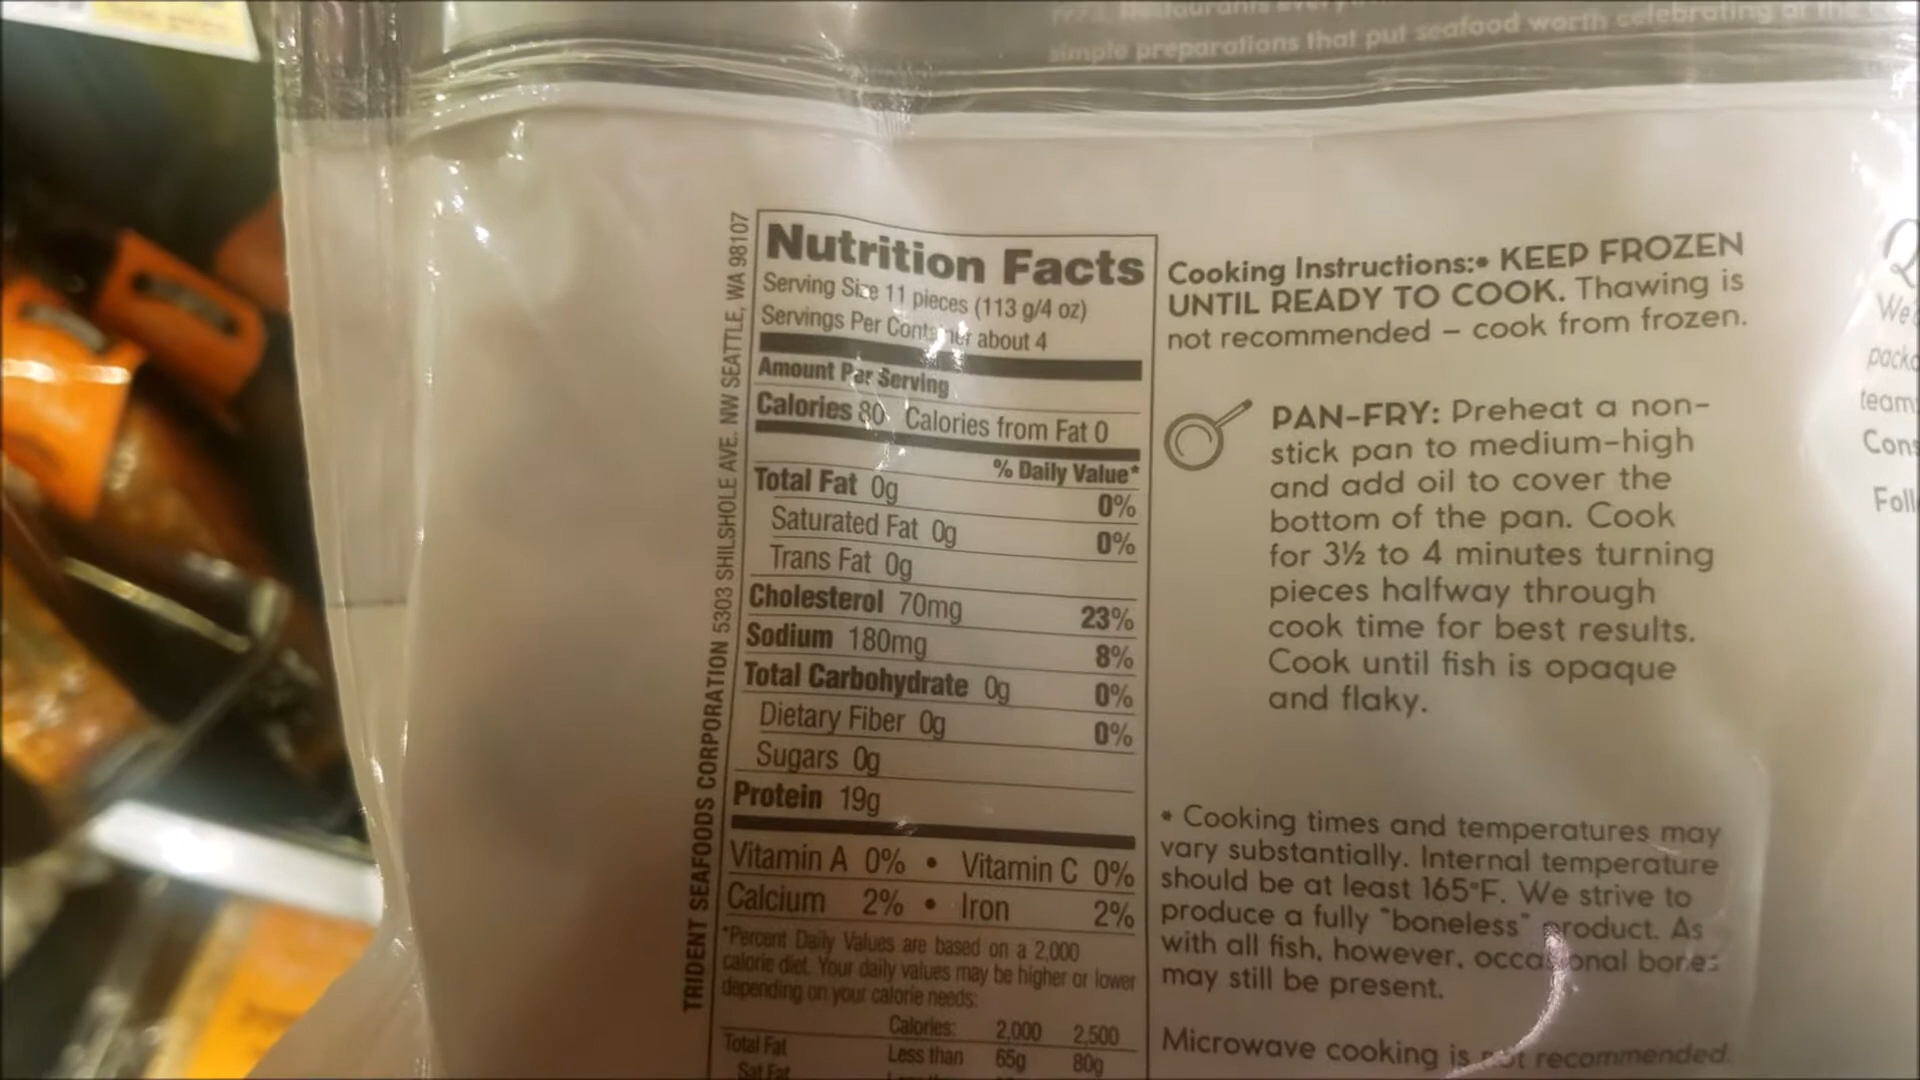 simple preparations that put seafood worth celebrating at the
TRIDENT SEAFOODS CORPORATION 5303 SHILSHOLE AVE. NW SEATTLE, WA 98107
Nutrition Facts
Serving Size 11 pieces (113 g/4 oz)
Servings Per Container about 4
Amount Per Serving
Calories 80 Calories from Fat 0
% Daily Value*
Total Fat 0g 0%
Saturated Fat 0g 0%
Trans Fat 0g
Cholesterol 70mg 23%
Sodium 180mg 8%
Total Carbohydrate 0g 0%
Dietary Fiber 0g 0%
Sugars 0g
Protein 19g
Vitamin A 0% • Vitamin C 0%
Calcium 2% • Iron 2%
*Percent Daily Values are based on a 2,000
calorie diet. Your daily values may be higher or lower
depending on your calorie needs:
Calories: 2,000 2,500
Total Fat Less than 65g 80g
Sat Fat
Cooking Instructions:* KEEP FROZEN
UNTIL READY TO COOK. Thawing is
not recommended – cook from frozen.
PAN-FRY: Preheat a non-
stick pan to medium-high
and add oil to cover the
bottom of the pan. Cook
for 3½ to 4 minutes turning
pieces halfway through
cook time for best results.
Cook until fish is opaque
and flaky.
* Cooking times and temperatures may
vary substantially. Internal temperature
should be at least 165°F. We strive to
produce a fully "boneless" product. As
with all fish, however, occasional bones
may still be present.
Microwave cooking is not recommended.